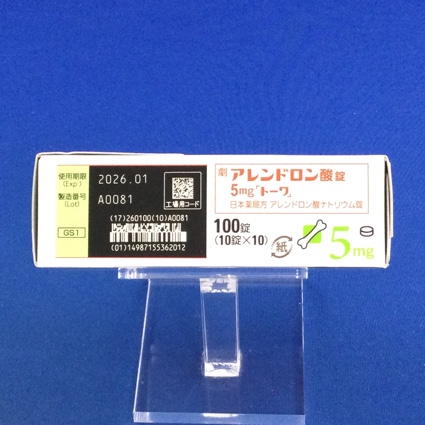 使用期限
(Exp.)
2026.01
製造番号
(Lot)
A0081
GS1
工場用コード
(17)260100(10)A0081
(01)14987155362012
劇 アレンドロン酸錠
5mg「トーワ」
日本薬局方 アレンドロン酸ナトリウム錠
100錠
(10錠×10)
紙
5mg